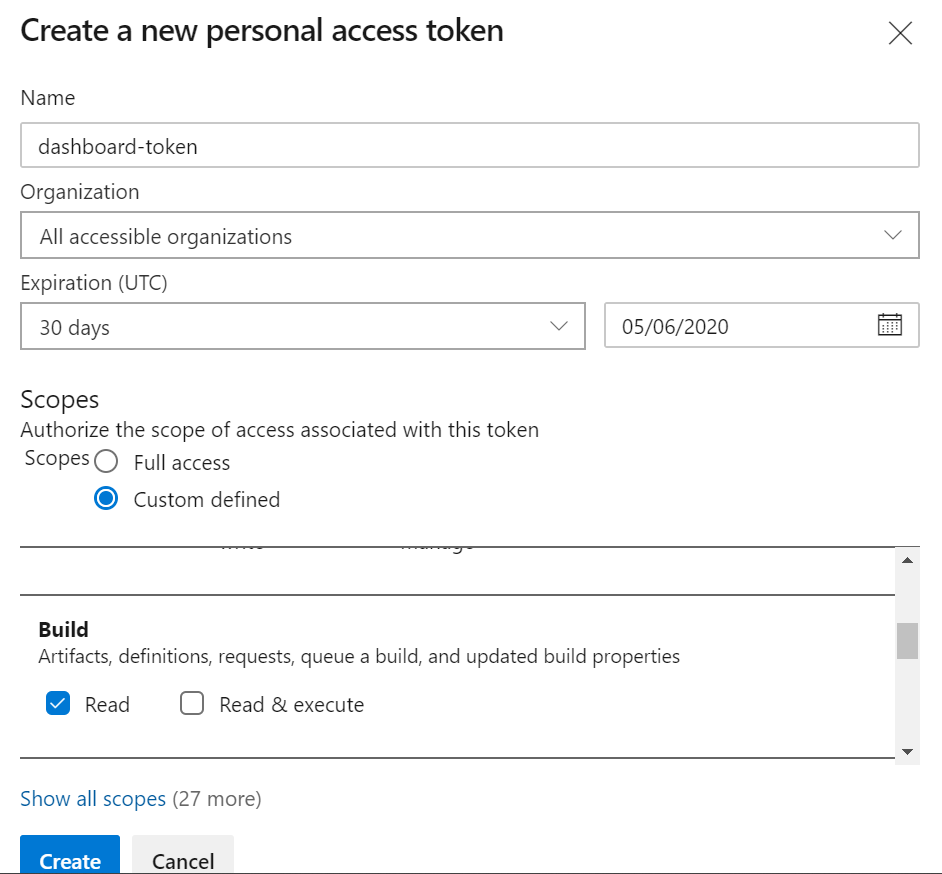 Create a new personal access token
Name
dashboard-token
Organization
All accessible organizations
Expiration (UTC)
30 days 05/06/2020
Scopes
Authorize the scope of access associated with this token
Scopes Full access
Custom defined
write manage
Build
Artifacts, definitions, requests, queue a build, and updated build properties
Read Read & execute
Show all scopes (27 more)
Create Cancel